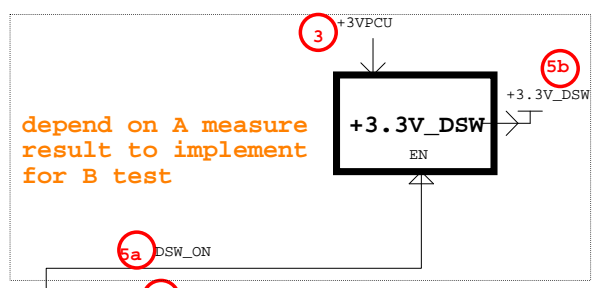 3
+3VPCU
5b
+3.3V_DSW
depend on A measure
result to implement
for B test
+3.3V_DSW
EN
5a
DSW_ON